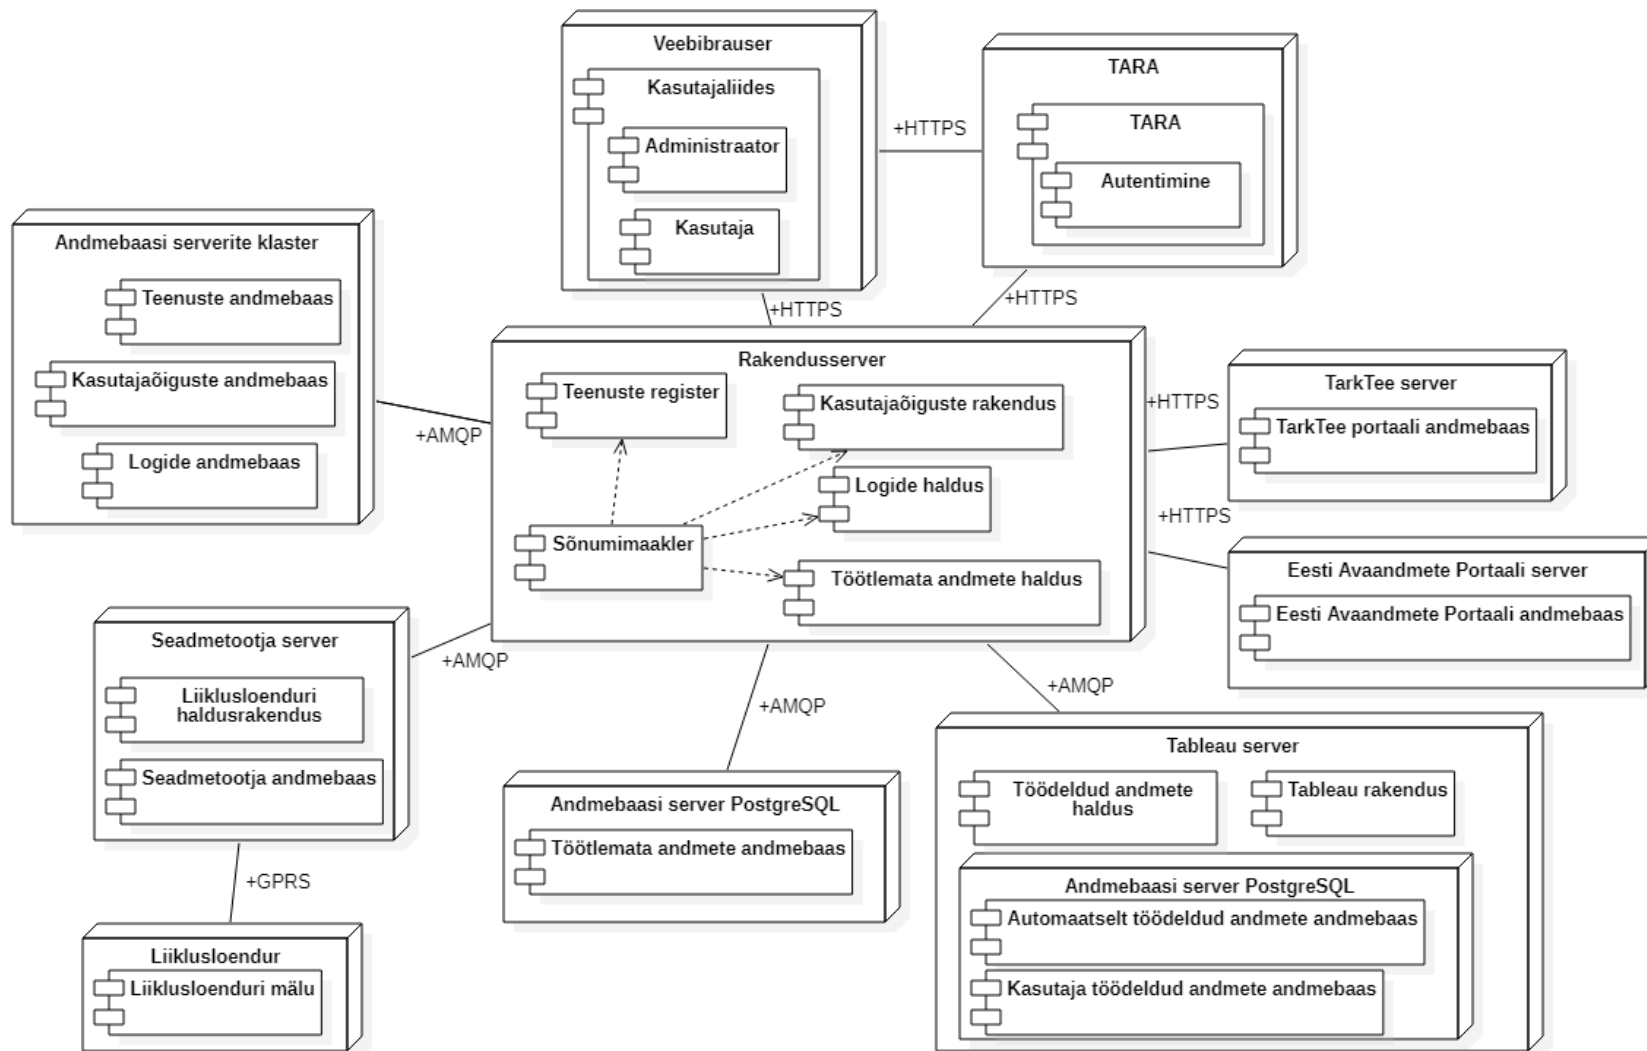 Veebibrauser
Kasutajaliides
Administraator
Kasutaja
+HTTPS
TARA
TARA
Autentimine
Andmebaasi serverite klaster
Teenuste andmebaas
Kasutajaõiguste andmebaas
Logide andmebaas
+HTTPS
+HTTPS
+AMQP
Rakendusserver
Teenuste register
Kasutajaõiguste rakendus
Logide haldus
Sõnumimaakler
Töötlemata andmete haldus
+HTTPS
TarkTee server
TarkTee portaali andmebaas
+HTTPS
Eesti Avaandmete Portaali server
Eesti Avaandmete Portaali andmebaas
Seadmetootja server
Liiklusloenduri
haldusrakendus
Seadmetootja andmebaas
+AMQP
+AMQP
+AMQP
+GPRS
Liiklusloendur
Liiklusloenduri mälu
Andmebaasi server PostgreSQL
Töötlemata andmete andmebaas
Tableau server
Töödeldud andmete
haldus
Tableau rakendus
Andmebaasi server PostgreSQL
Automaatselt töödeldud andmete andmebaas
Kasutaja töödeldud andmete andmebaas